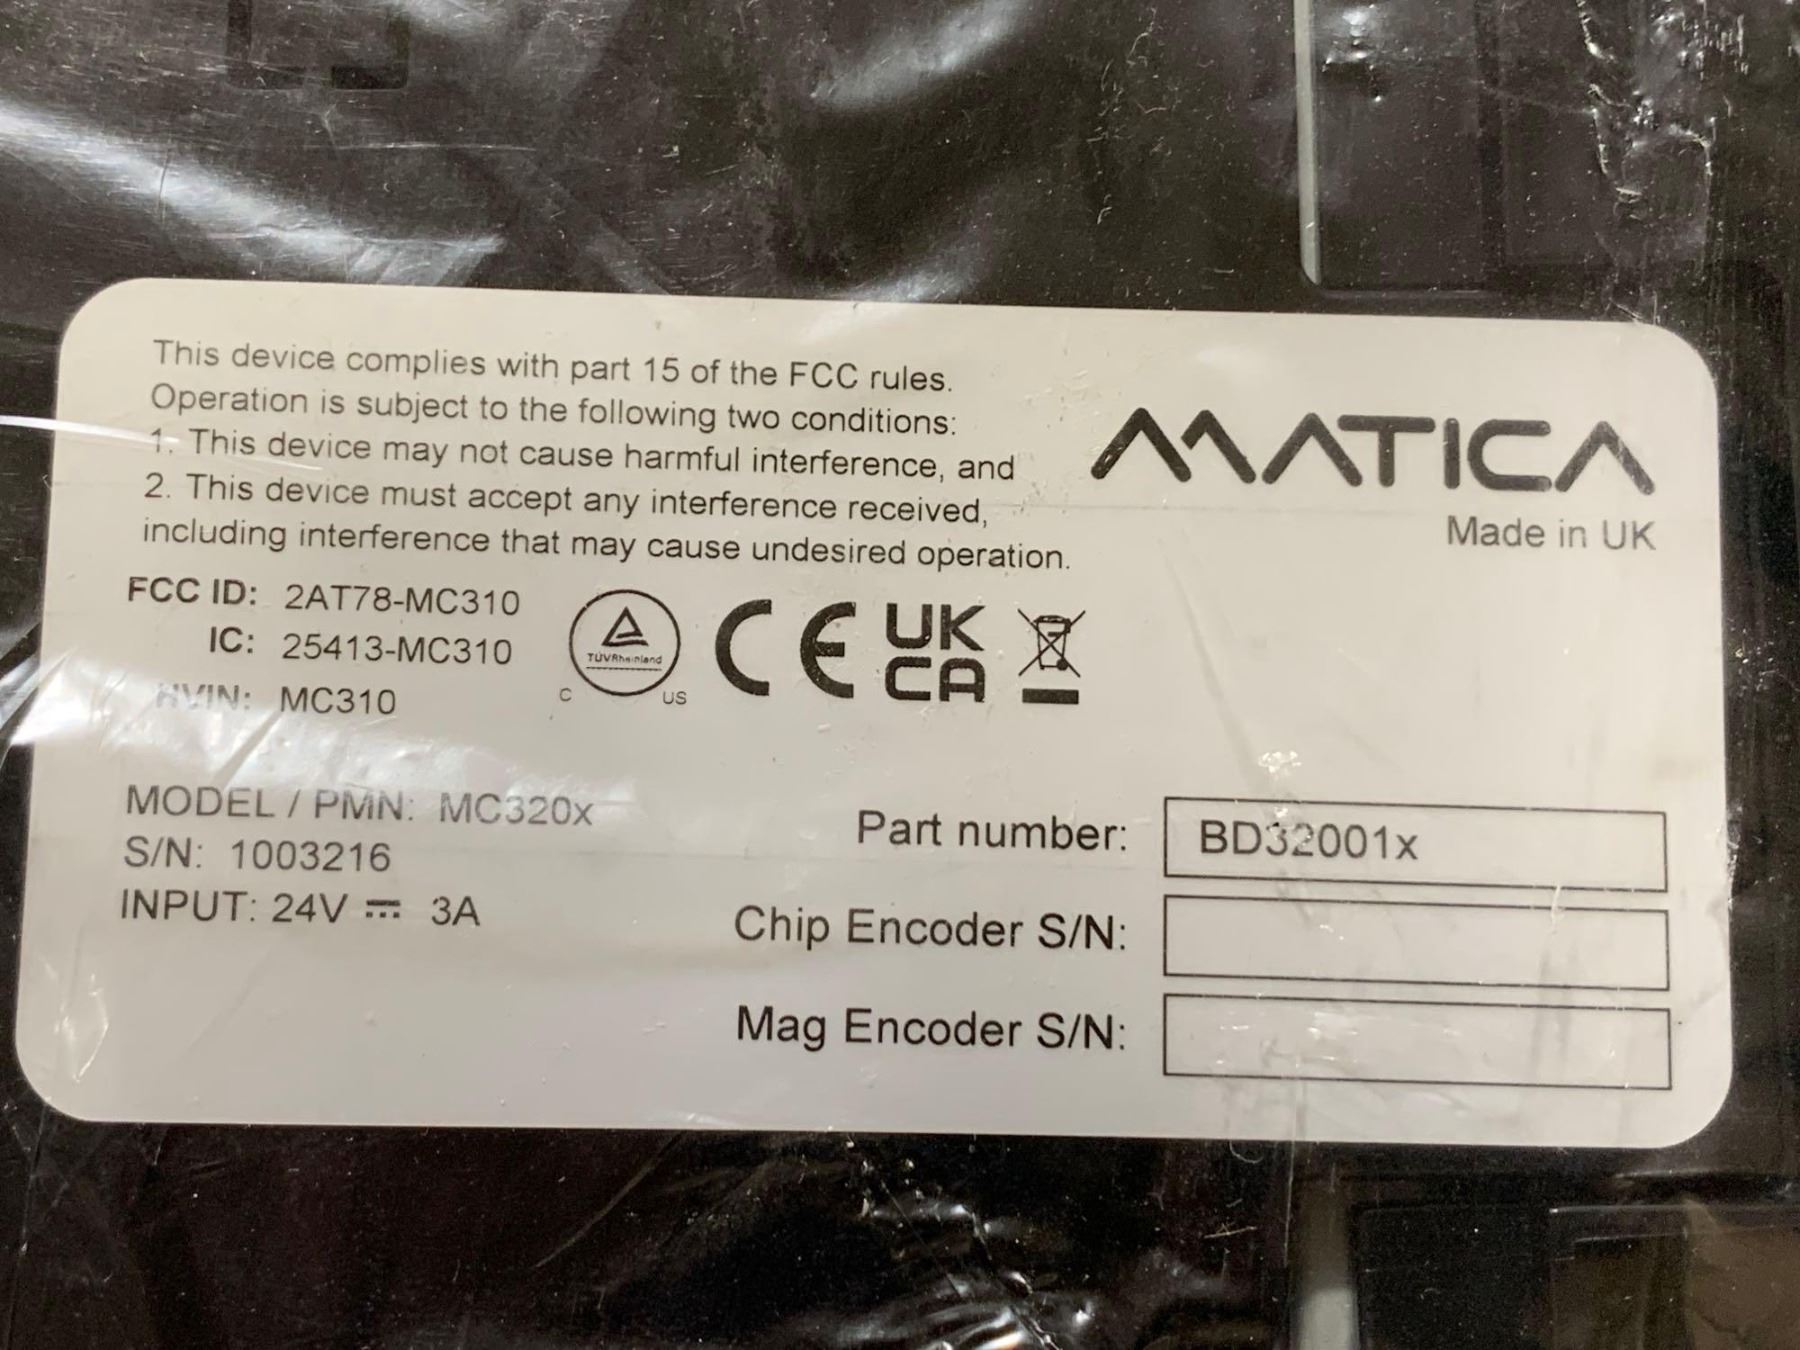 This device complies with part 15 of the FCC rules.
Operation is subject to the following two conditions:
1. This device may not cause harmful interference, and
2. This device must accept any interference received,
including interference that may cause undesired operation.
MATICA
Made in UK
FCC ID: 2AT78-MC310
IC: 25413-MC310
HVIN: MC310
TÜVRheinland
C US
CE
UK
CA
MODEL / PMN: MC320x
S/N: 1003216
INPUT: 24V ⎓ 3A
Part number: BD32001x
Chip Encoder S/N:
Mag Encoder S/N: